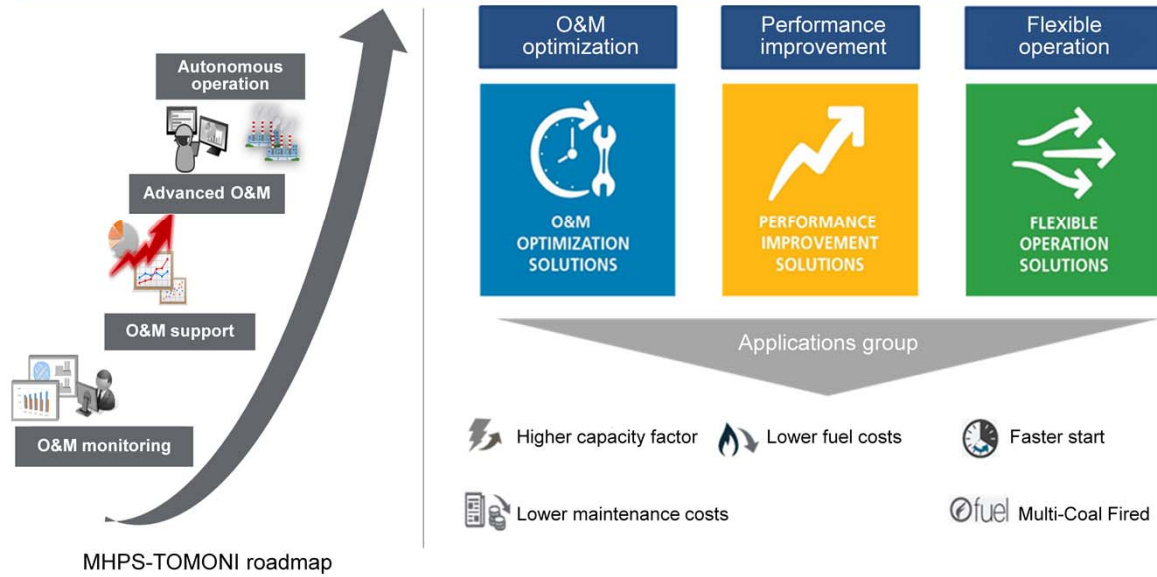 Autonomous
operation
Advanced O&M
O&M support
O&M monitoring
MHPS-TOMONI roadmap
O&M
optimization
Performance
improvement
Flexible
operation
O&M
OPTIMIZATION
SOLUTIONS
PERFORMANCE
IMPROVEMENT
SOLUTIONS
FLEXIBLE
OPERATION
SOLUTIONS
Applications group
Higher capacity factor
Lower fuel costs
Faster start
Lower maintenance costs
fuel
Multi-Coal Fired